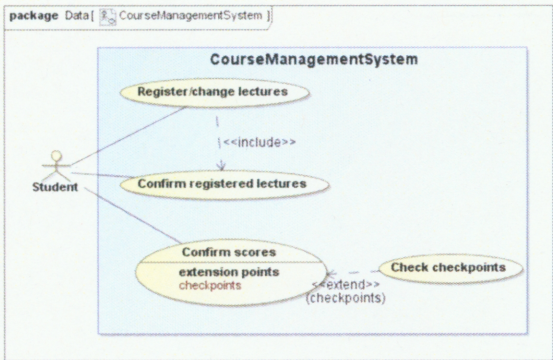 package Data[ CourseManagementSystem ]
CourseManagementSystem
Register/change lectures
<<include>>
Student
Confirm registered lectures
Confirm scores
extension points
checkpoints
Check checkpoints
<<extend>>
(checkpoints)